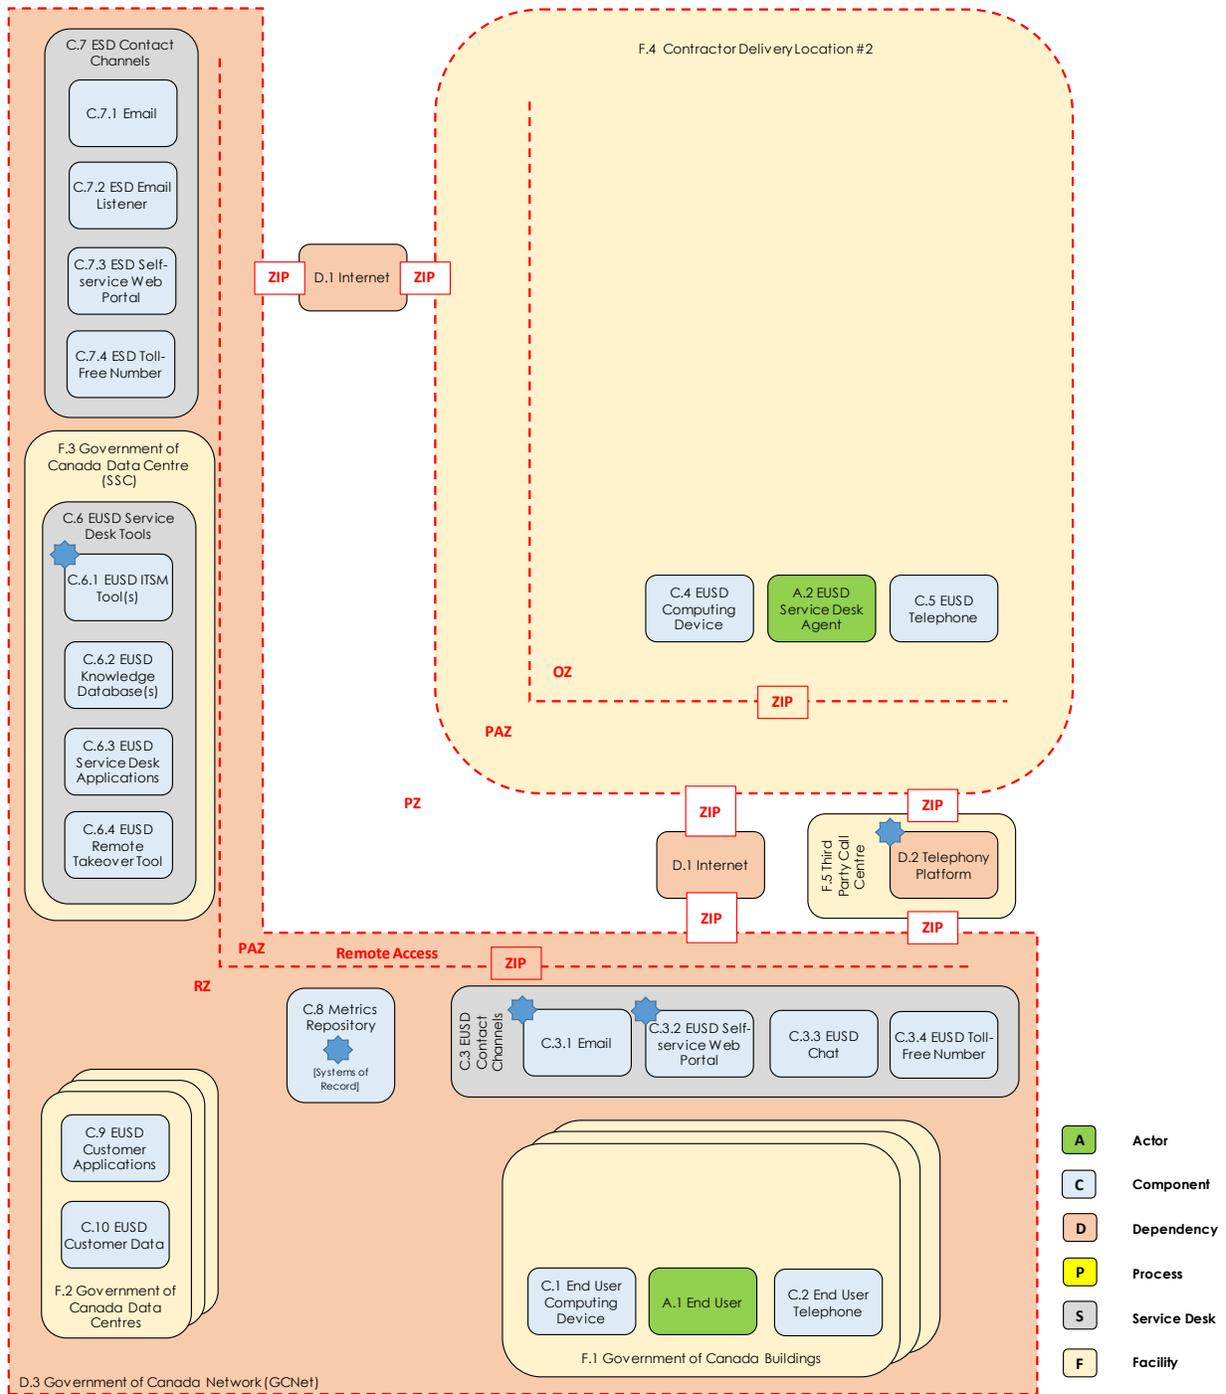 C.7 ESD Contact
Channels
C.7.1 Email
C.7.2 ESD Email
Listener
C.7.3 ESD Self-
service Web
Portal
C.7.4 ESD Toll-
Free Number
F.3 Government of
Canada Data Centre
(SSC)
C.6 EUSD Service
Desk Tools
C.6.1 EUSD ITSM
Tool(s)
C.6.2 EUSD
Knowledge
Database(s)
C.6.3 EUSD
Service Desk
Applications
C.6.4 EUSD
Remote
Takeover Tool
ZIP
D.1 Internet
ZIP
F.4 Contractor Delivery Location #2
C.4 EUSD
Computing
Device
A.2 EUSD
Service Desk
Agent
C.5 EUSD
Telephone
OZ
ZIP
PAZ
PZ
ZIP
D.1 Internet
ZIP
ZIP
F.5 Third
Party Call
Centre
D.2 Telephony
Platform
ZIP
PAZ
Remote Access
ZIP
RZ
C.8 Metrics
Repository
[Systems of
Record]
C.3 EUSD
Contact
Channels
C.3.1 Email
C.3.2 EUSD Self-
service Web
Portal
C.3.3 EUSD
Chat
C.3.4 EUSD Toll-
Free Number
C.9 EUSD
Customer
Applications
C.10 EUSD
Customer Data
F.2 Government of
Canada Data
Centres
C.1 End User
Computing
Device
A.1 End User
C.2 End User
Telephone
F.1 Government of Canada Buildings
D.3 Government of Canada Network (GCNet)
A Actor
C Component
D Dependency
P Process
S Service Desk
F Facility